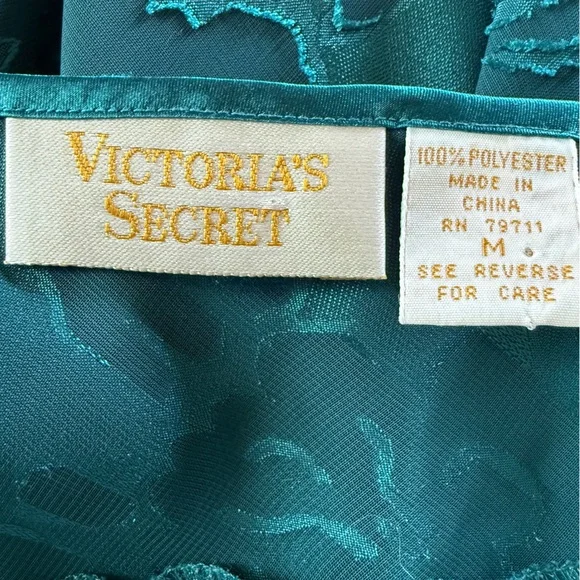 VICTORIA'S
SECRET
100% POLYESTER
MADE IN
CHINA
RN 79711
M
SEE REVERSE
FOR CARE